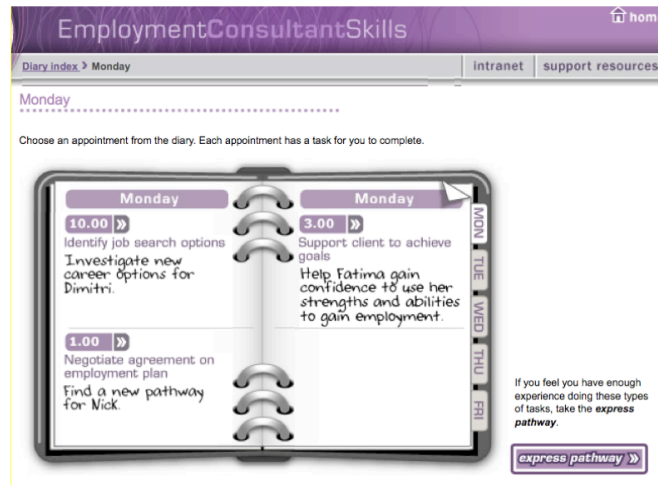 EmploymentConsultantSkills
hom
Diary index > Monday
intranet
support resources
Monday
Choose an appointment from the diary. Each appointment has a task for you to complete.
Monday
10.00 »
Identify job search options
Investigate new
career options for
Dimitri.
1.00 »
Negotiate agreement on
employment plan
Find a new pathway
for Nick.
Monday
3.00 »
Support client to achieve
goals
Help Fatima gain
confidence to use her
strengths and abilities
to gain employment.
MON
TUE
WED
THU
FRI
If you feel you have enough
experience doing these types
of tasks, take the express
pathway.
express pathway »